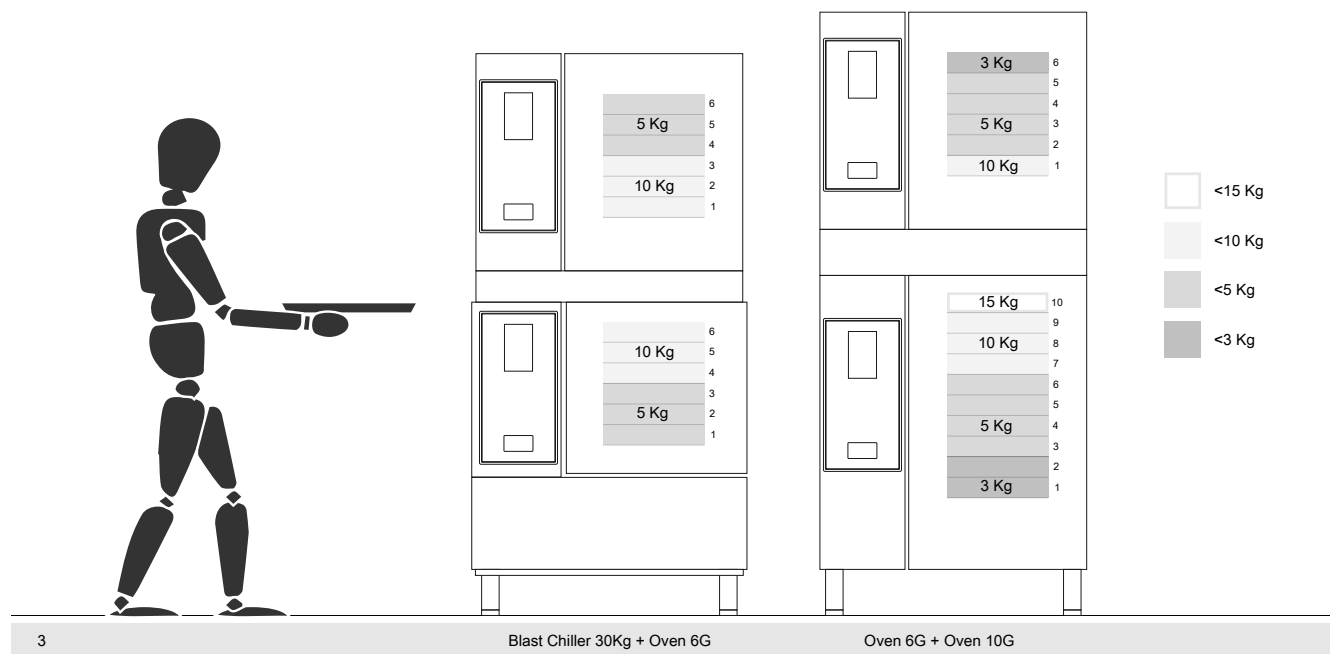 6
5 Kg 5
4
3
10 Kg 2
1
6
10 Kg 5
4
3
5 Kg 2
1
3 Kg 6
5
4
5 Kg 3
2
10 Kg 1
15 Kg 10
9
10 Kg 8
7
6
5
5 Kg 4
3
2
3 Kg 1
<15 Kg
<10 Kg
<5 Kg
<3 Kg
3 Blast Chiller 30Kg + Oven 6G Oven 6G + Oven 10G